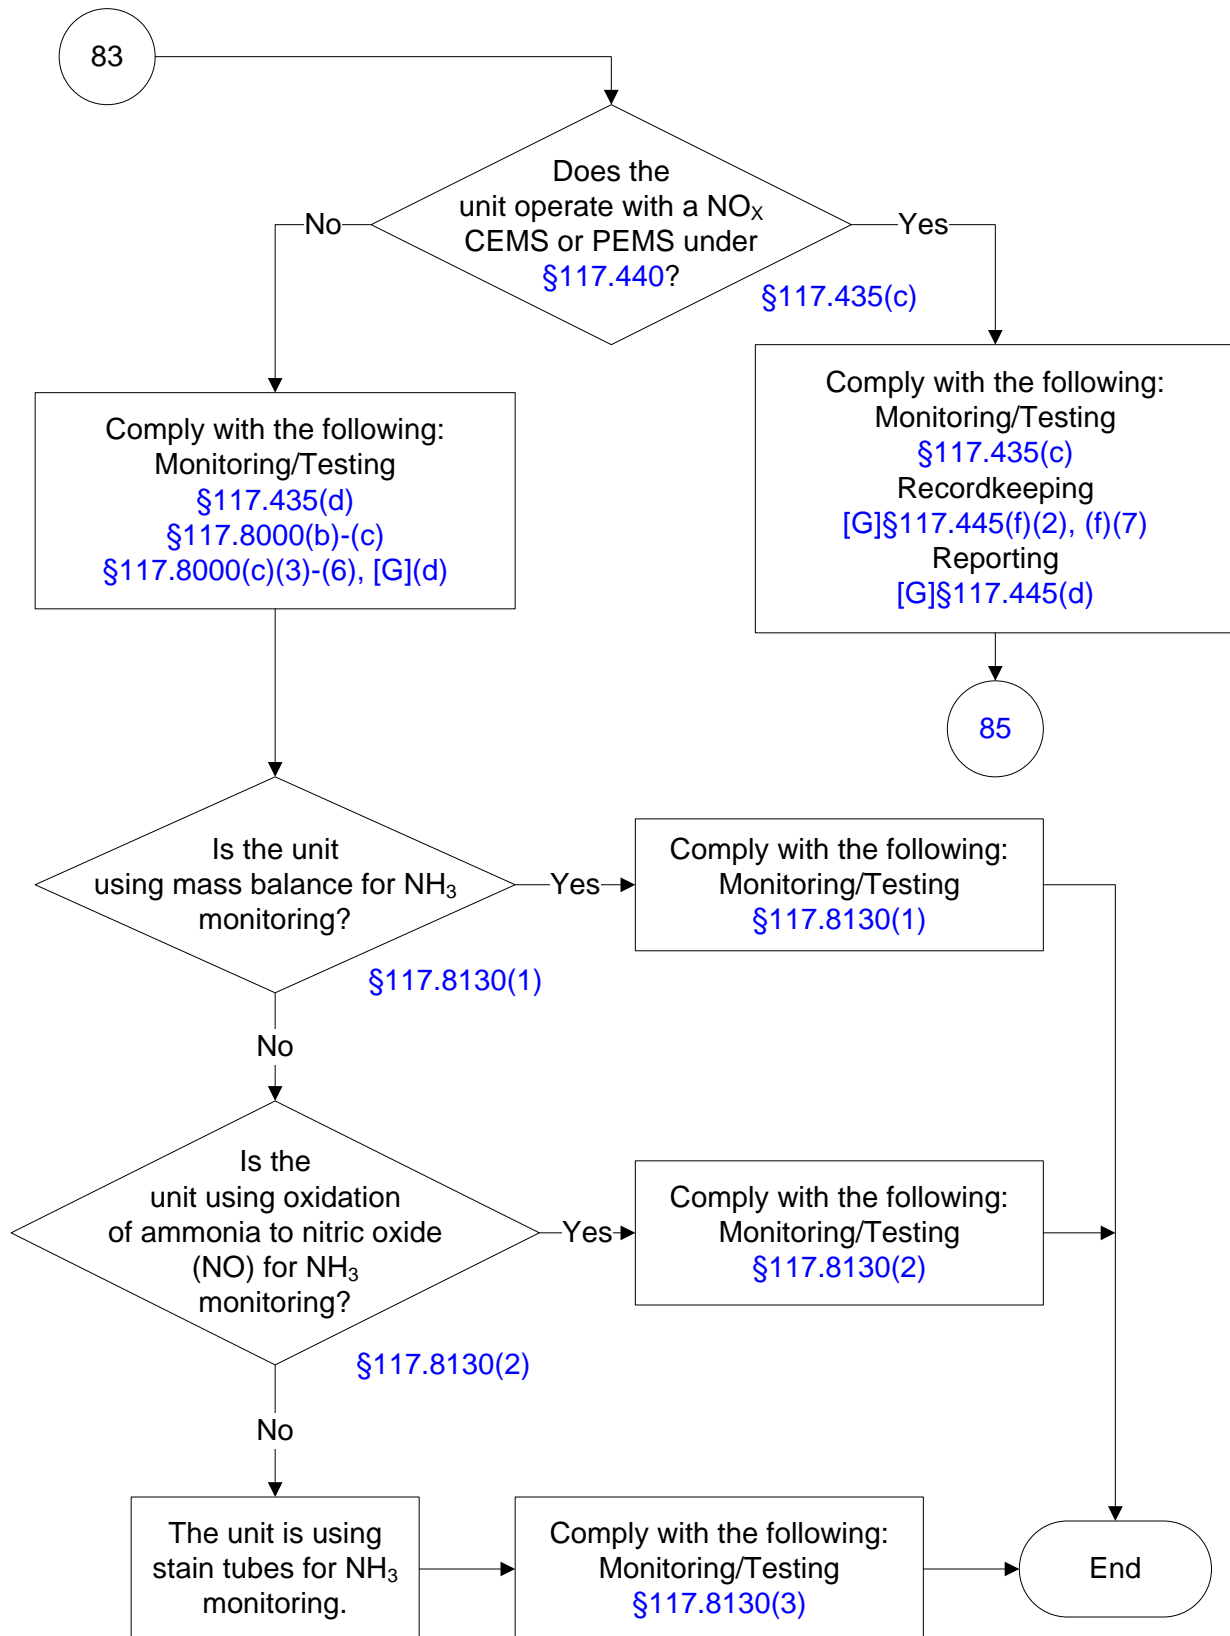 83
Does the
unit operate with a NOX
CEMS or PEMS under
§117.440?
No
Yes
§117.435(c)
Comply with the following:
Monitoring/Testing
§117.435(d)
§117.8000(b)-(c)
§117.8000(c)(3)-(6), [G](d)
Comply with the following:
Monitoring/Testing
§117.435(c)
Recordkeeping
[G]§117.445(f)(2), (f)(7)
Reporting
[G]§117.445(d)
85
Is the unit
using mass balance for NH3
monitoring?
Yes
Comply with the following:
Monitoring/Testing
§117.8130(1)
§117.8130(1)
No
Is the
unit using oxidation
of ammonia to nitric oxide
(NO) for NH3
monitoring?
Yes
Comply with the following:
Monitoring/Testing
§117.8130(2)
§117.8130(2)
No
The unit is using
stain tubes for NH3
monitoring.
Comply with the following:
Monitoring/Testing
§117.8130(3)
End